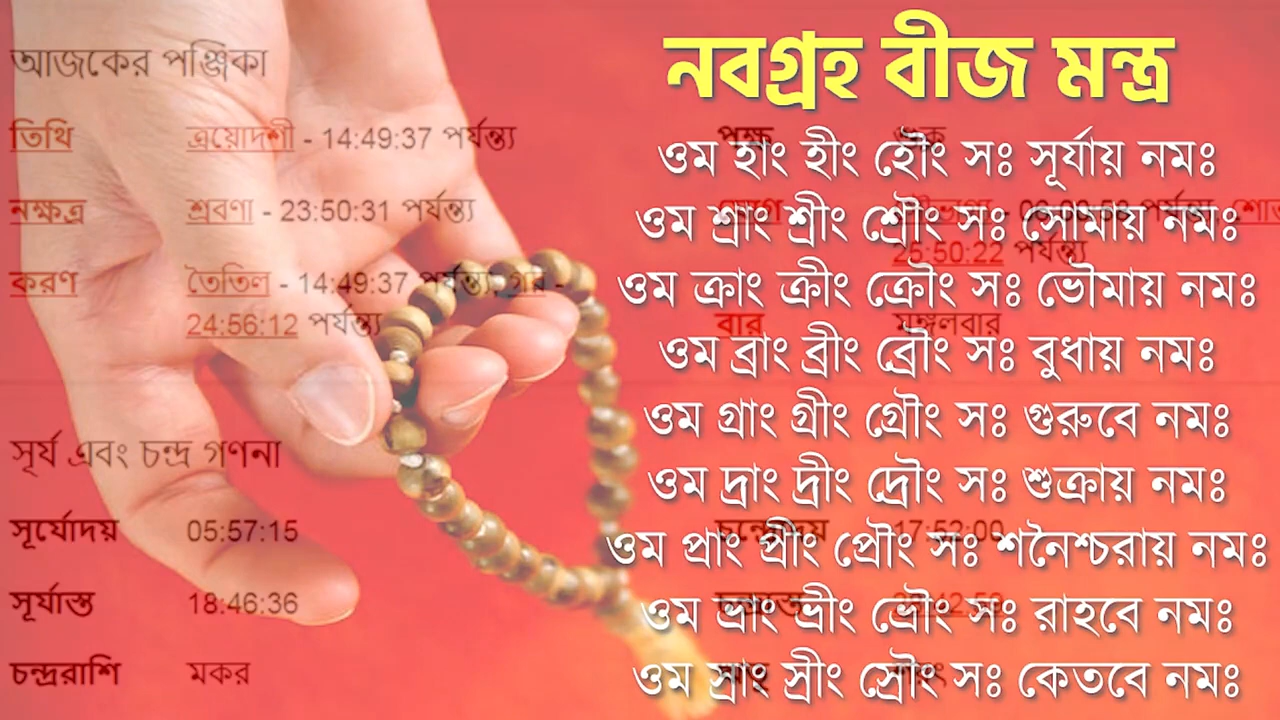 নবগ্রহ বীজ মন্ত্র
ওম হাং হীং হৌং সঃ সূর্যায় নমঃ
ওম শ্রাং শ্রীং শ্রৌং সঃ সোমায় নমঃ
ওম ক্রাং ক্রীং ক্রৌং সঃ ভৌমায় নমঃ
ওম ব্রাং ব্রীং ব্রৌং সঃ বুধায় নমঃ
ওম গ্রাং গ্রীং গ্রৌং সঃ গুরুবে নমঃ
ওম দ্রাং দ্রীং দ্রৌং সঃ শুক্রায় নমঃ
ওম প্রাং প্রীং প্রৌং সঃ শনৈশ্চরায় নমঃ
ওম ভ্রাং ভ্রীং ভ্রৌং সঃ রাহবে নমঃ
ওম স্রাং স্রীং স্রৌং সঃ কেতবে নমঃ
আজকের পঞ্জিকা
তিথি ত্রয়োদশী - 14:49:37 পর্যন্ত্য
নক্ষত্র শ্রবণা - 23:50:31 পর্যন্ত্য
করণ তৈতিল - 14:49:37 পর্যন্ত্য, গর -
24:56:12 পর্যন্ত্য
সূর্য এবং চন্দ্র গণনা
সূর্যোদয় 05:57:15
সূর্যাস্ত 18:46:36
চন্দ্ররাশি মকর
পক্ষ
পর্যন্ত্য
25:50:22 পর্যন্ত্য
বার মঙ্গলবার
চন্দ্রোদয় 17:52:00